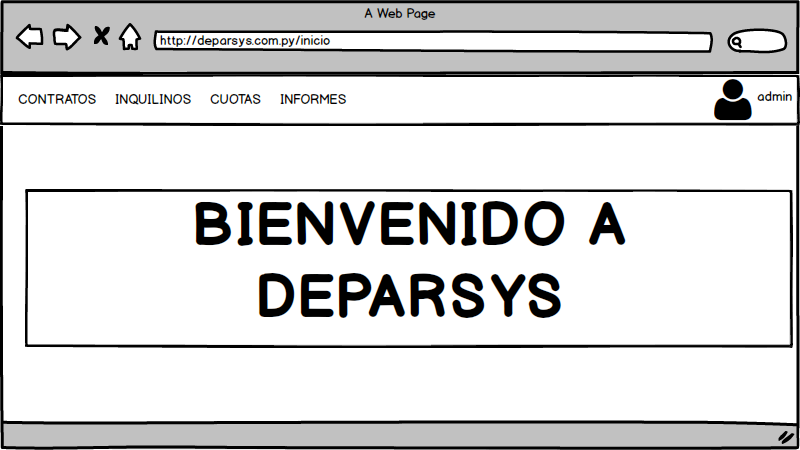 A Web Page
http://deparsys.com.py/inicio
CONTRATOS INQUILINOS CUOTAS INFORMES admin
BIENVENIDO A
DEPARSYS